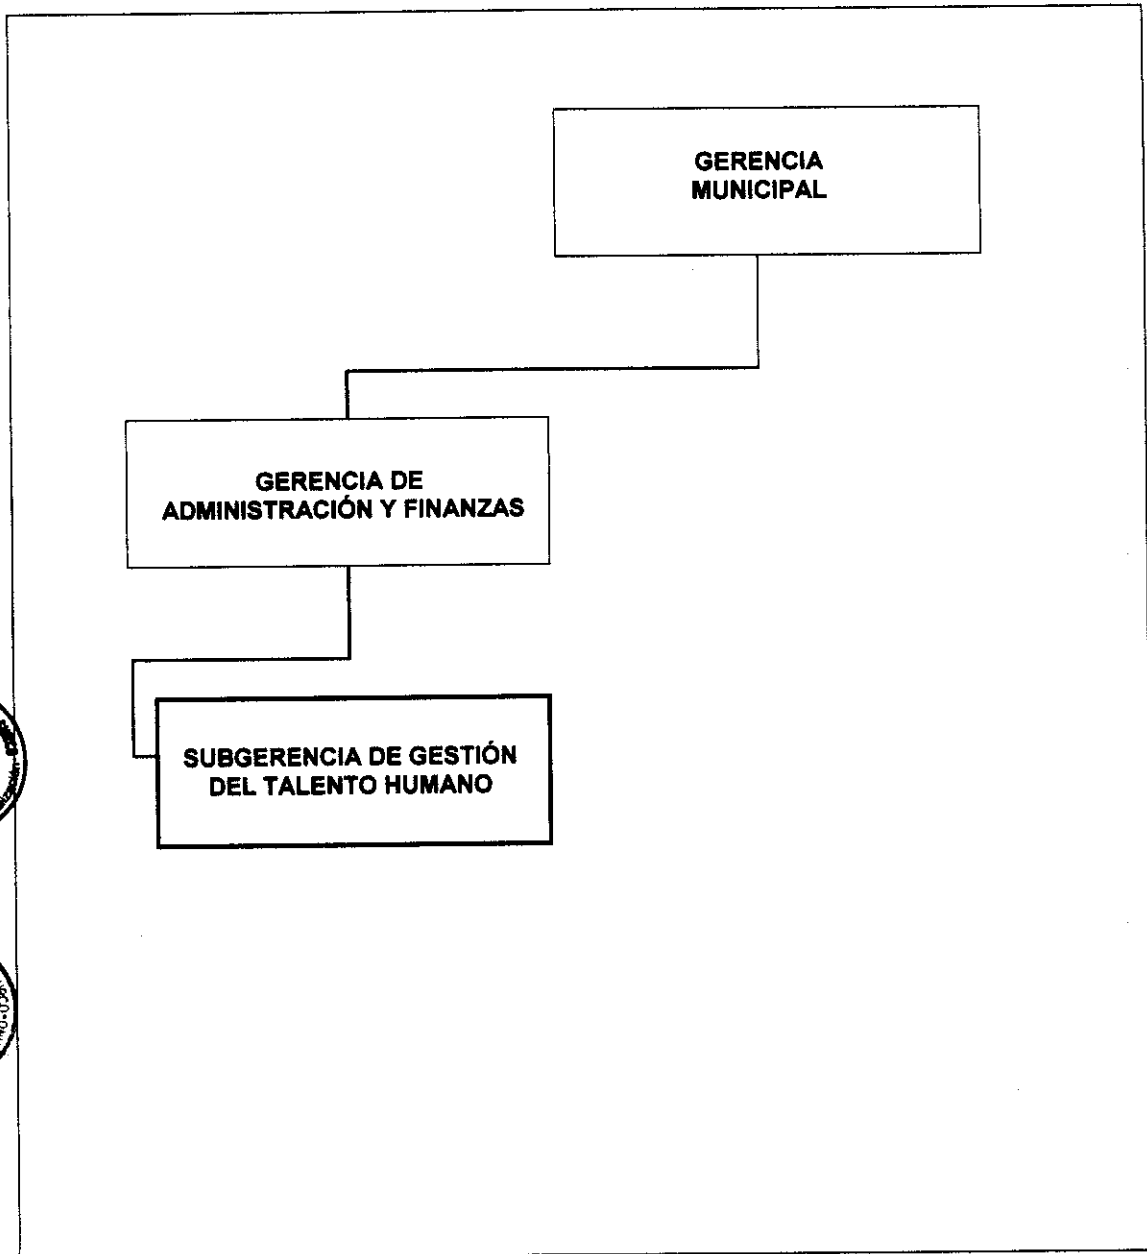 GERENCIA
MUNICIPAL
GERENCIA DE
ADMINISTRACIÓN Y FINANZAS
SUBGERENCIA DE GESTIÓN
DEL TALENTO HUMANO